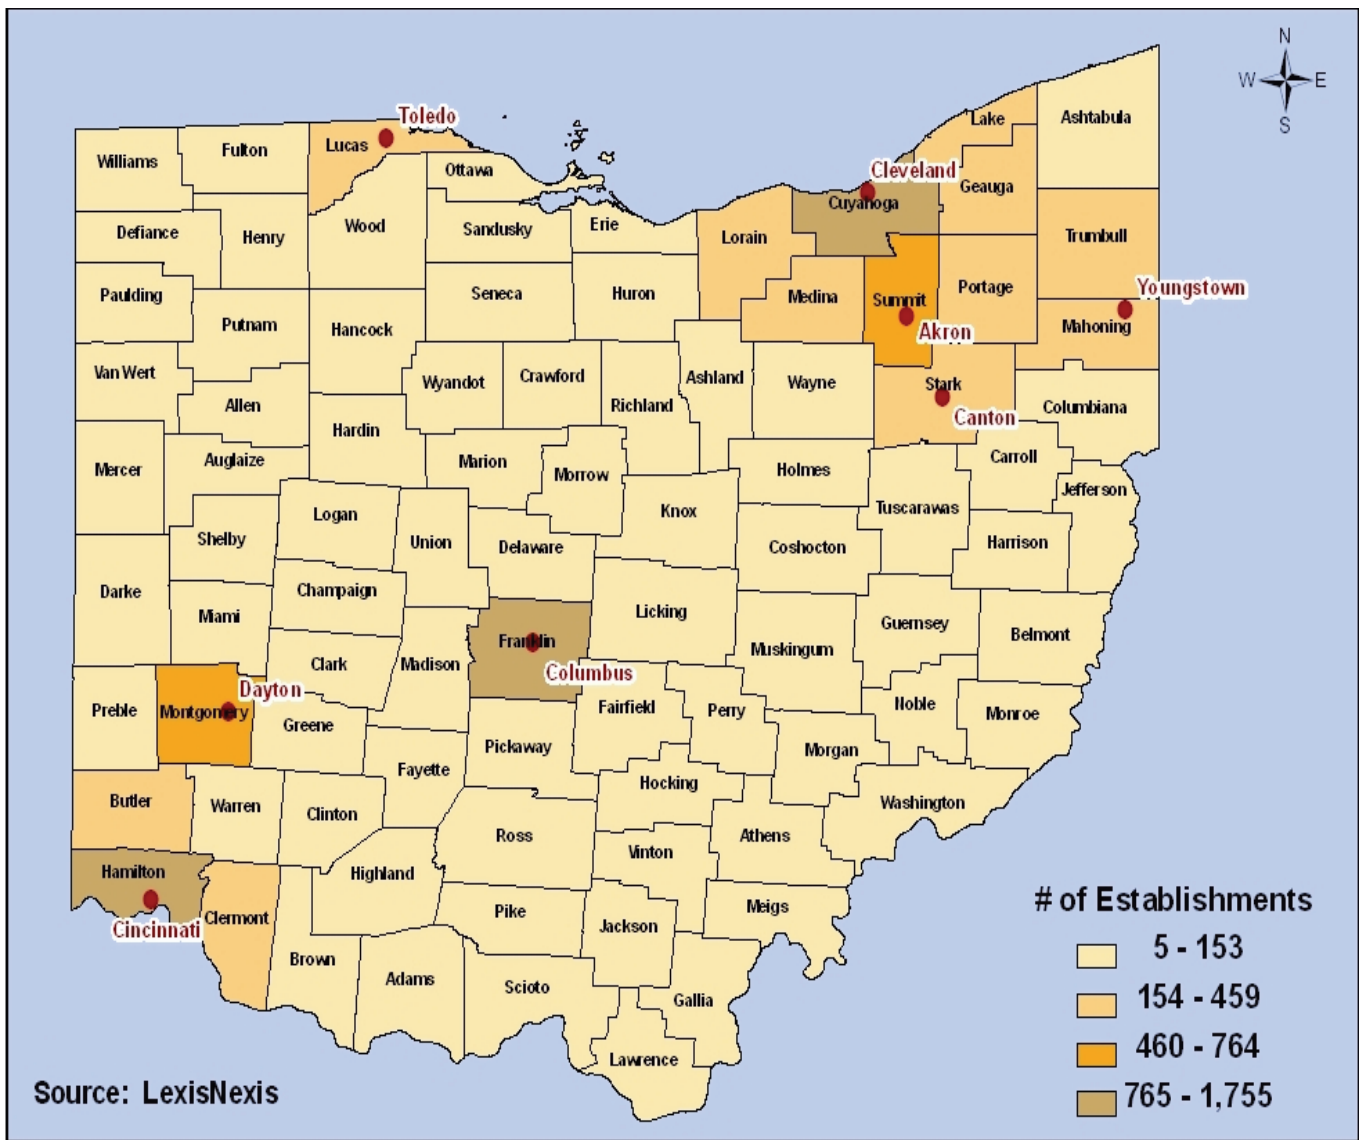 N
W E
S
Toledo
Lake
Ashtabula
Williams
Fulton
Lucas
Ottawa
Cleveland
Geauga
Cuyahoga
Defiance
Henry
Wood
Sandusky
Erie
Lorain
Trumbull
Paulding
Seneca
Huron
Medina
Summit
Portage
Youngstown
Putnam
Hancock
Akron
Mahoning
Van Wert
Allen
Wyandot
Crawford
Richland
Ashland
Wayne
Stark
Canton
Columbiana
Hardin
Mercer
Auglaize
Marion
Morrow
Holmes
Carroll
Jefferson
Logan
Knox
Tuscarawas
Shelby
Union
Delaware
Coshocton
Harrison
Darke
Champaign
Miami
Licking
Guernsey
Belmont
Franklin
Muskingum
Clark
Madison
Columbus
Preble
Montgomery
Dayton
Greene
Fairfield
Perry
Noble
Monroe
Pickaway
Morgan
Fayette
Hocking
Butler
Warren
Clinton
Washington
Ross
Athens
Vinton
Hamilton
Highland
Cincinnati
Clermont
Pike
Jackson
Meigs
Brown
Adams
Scioto
Gallia
Lawrence
# of Establishments
5 - 153
154 - 459
460 - 764
765 - 1,755
Source: LexisNexis